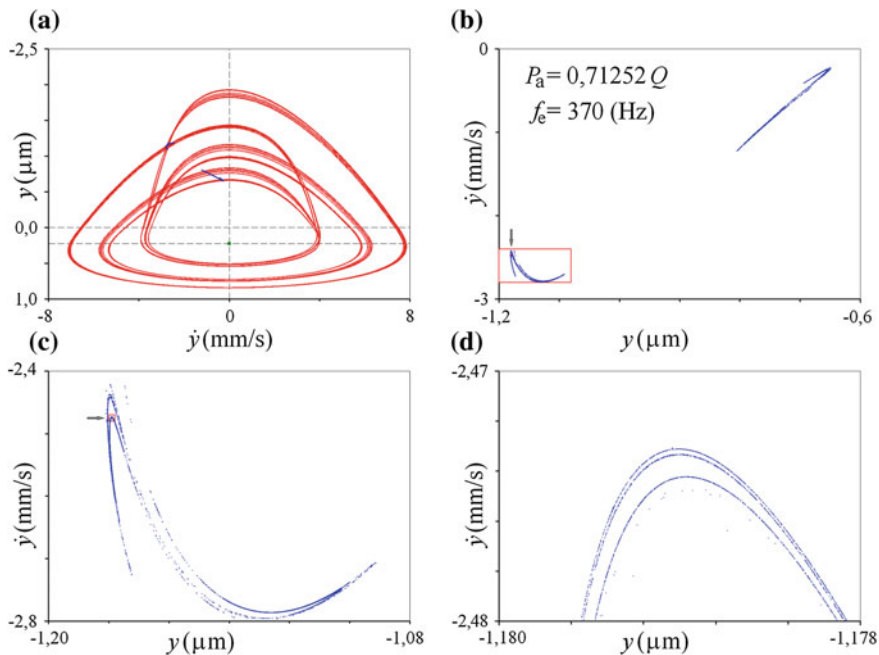 (a)
-2,5
y (μm)
0,0
1,0
-8
0
8
ẏ (mm/s)
(b)
0
Pa = 0,71252 Q
fe = 370 (Hz)
ẏ (mm/s)
-3
-1,2
-0,6
y (μm)
(c)
-2,4
ẏ (mm/s)
-2,8
-1,20
-1,08
y (μm)
(d)
-2,47
ẏ (mm/s)
-2,48
-1,180
-1,178
y (μm)